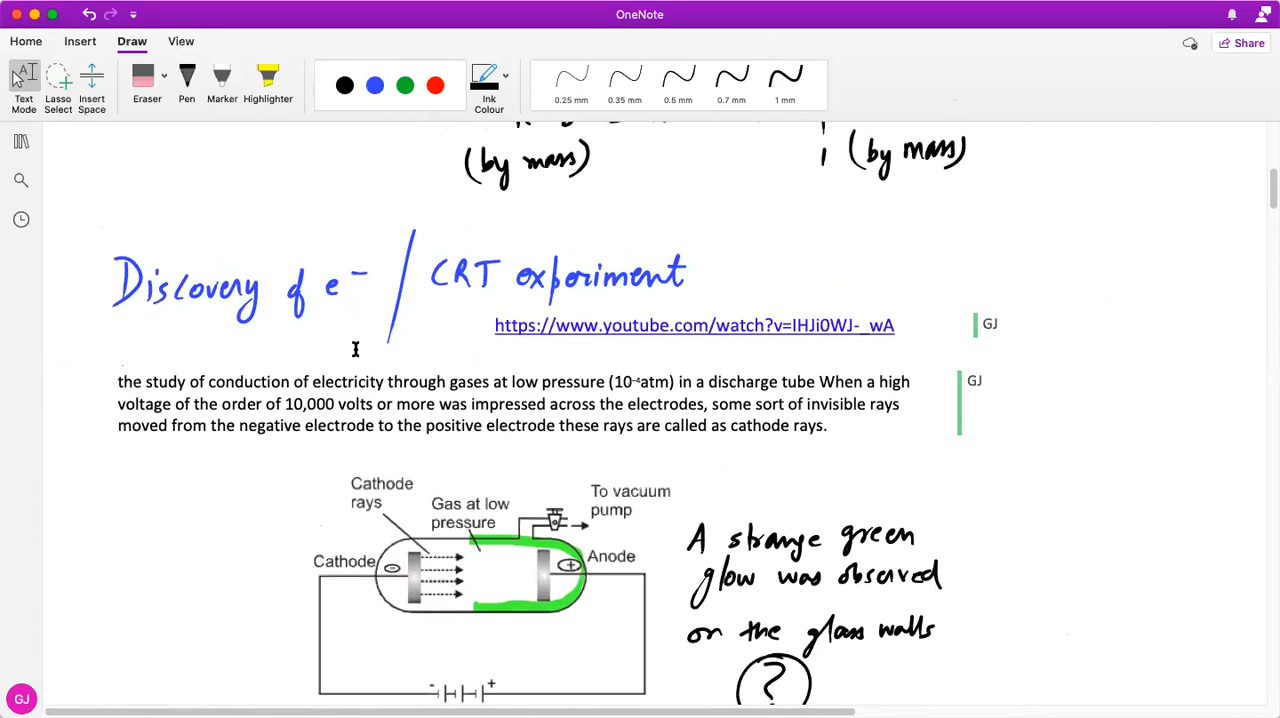 OneNote
Home Insert Draw View
Share
Text Mode
Lasso Select
Insert Space
Eraser
Pen
Marker
Highlighter
Ink Colour
0.25 mm 0.35 mm 0.5 mm 0.7 mm 1 mm
(by mass) (by mass)
Discovery of e⁻ / CRT experiment
https://www.youtube.com/watch?v=IHJi0WJ-_wA
GJ
the study of conduction of electricity through gases at low pressure (10⁻⁴atm) in a discharge tube When a high
voltage of the order of 10,000 volts or more was impressed across the electrodes, some sort of invisible rays
moved from the negative electrode to the positive electrode these rays are called as cathode rays.
GJ
Cathode
rays
Gas at low
pressure
To vacuum
pump
Cathode
Anode
- +
- +
A strange green
glow was observed
on the glass walls
?
GJ